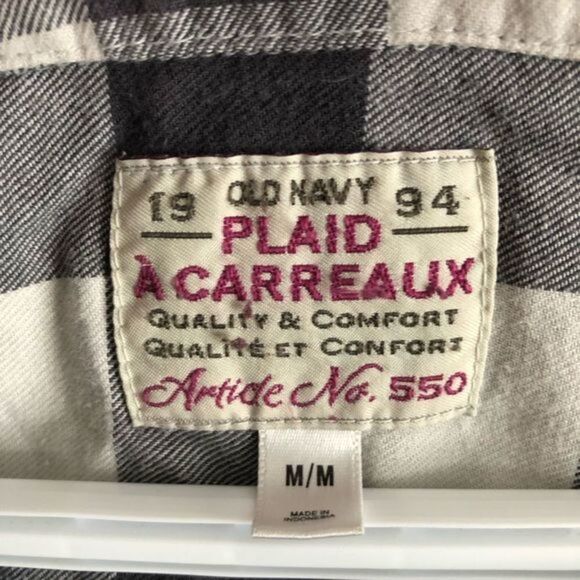 19 OLD NAVY 94
PLAID
À CARREAUX
QUALITY & COMFORT
QUALITÉ ET CONFORT
Article No. 550
M/M
MADE IN
INDONESIA